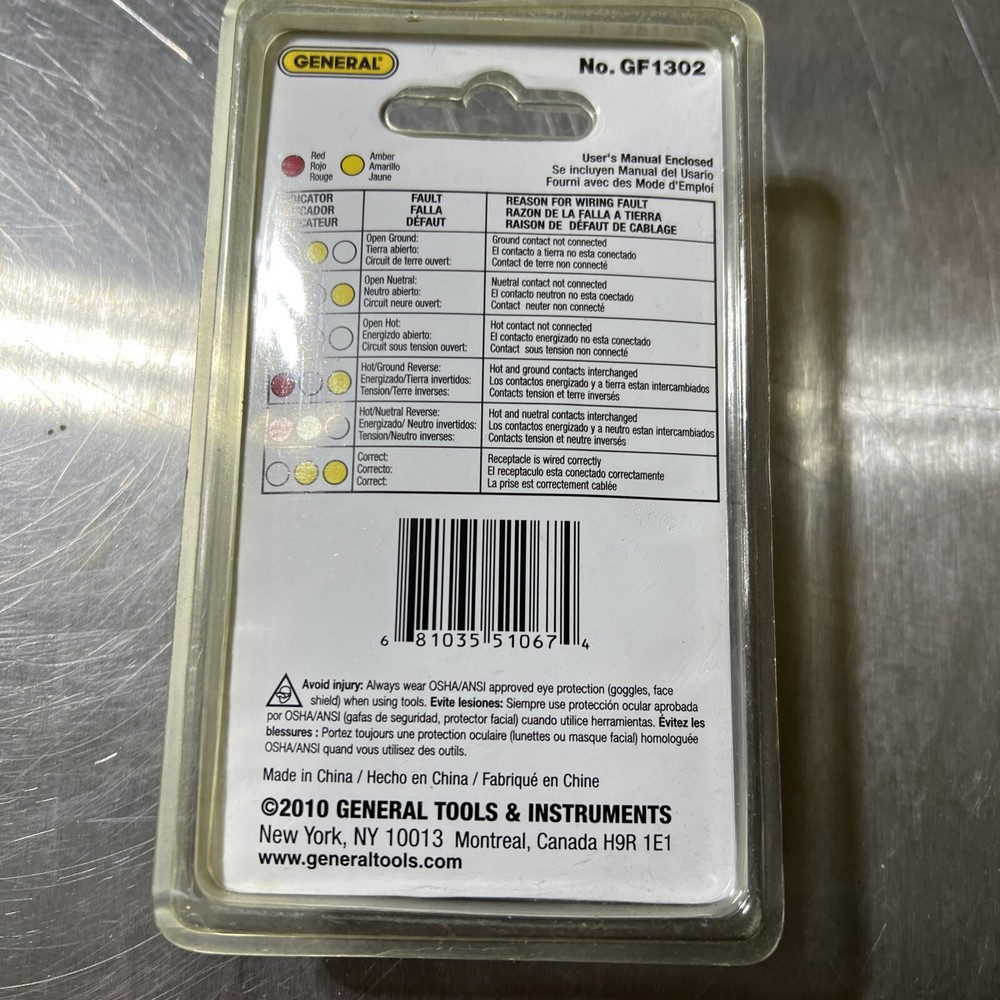 GENERAL®
No. GF1302
Red
Rojo
Rouge
Amber
Amarillo
Jaune
User's Manual Enclosed
Se incluyen Manual del Usario
Fourni avec des Mode d'Emploi
DICATOR
CADOR
CATEUR
FAULT
FALLA
DÉFAUT
REASON FOR WIRING FAULT
RAZON DE LA FALLA A TIERRA
RAISON DE DÉFAUT DE CABLAGE
Open Ground:
Tierra abierto:
Circuit de terre ouvert:
Ground contact not connected
El contacto a tierra no esta conectado
Contact de terre non connecté
Open Nuetral:
Neutro abierto:
Circuit neure ouvert:
Nuetral contact not connected
El contacto neutron no esta coectado
Contact neuter non connecté
Open Hot:
Energizdo abierto:
Circuit sous tension ouvert:
Hot contact not connected
El contacto energizado no esta conectado
Contact sous tension non connecté
Hot/Ground Reverse:
Energizado/Tierra invertidos:
Tension/Terre inverses:
Hot and ground contacts interchanged
Los contactos energizado y a tierra estan intercambiados
Contacts tension et terre inversés
Hot/Nuetral Reverse:
Energizado/ Neutro invertidos:
Tension/Neutro inverses:
Hot and nuetral contacts interchanged
Los contactos energizado y a neutro estan intercambiados
Contacts tension et neutre inversés
Correct:
Correcto:
Correct:
Receptacle is wired correctly
El receptaculo esta conectado correctamente
La prise est correctement cablée
6 81035 51067 4
Avoid injury: Always wear OSHA/ANSI approved eye protection (goggles, face
shield) when using tools. Evite lesiones: Siempre use protección ocular aprobada
por OSHA/ANSI (gafas de seguridad, protector facial) cuando utilice herramientas. Évitez les
blessures : Portez toujours une protection oculaire (lunettes ou masque facial) homologuée
OSHA/ANSI quand vous utilisez des outils.
Made in China / Hecho en China / Fabriqué en Chine
©2010 GENERAL TOOLS & INSTRUMENTS
New York, NY 10013 Montreal, Canada H9R 1E1
www.generaltools.com